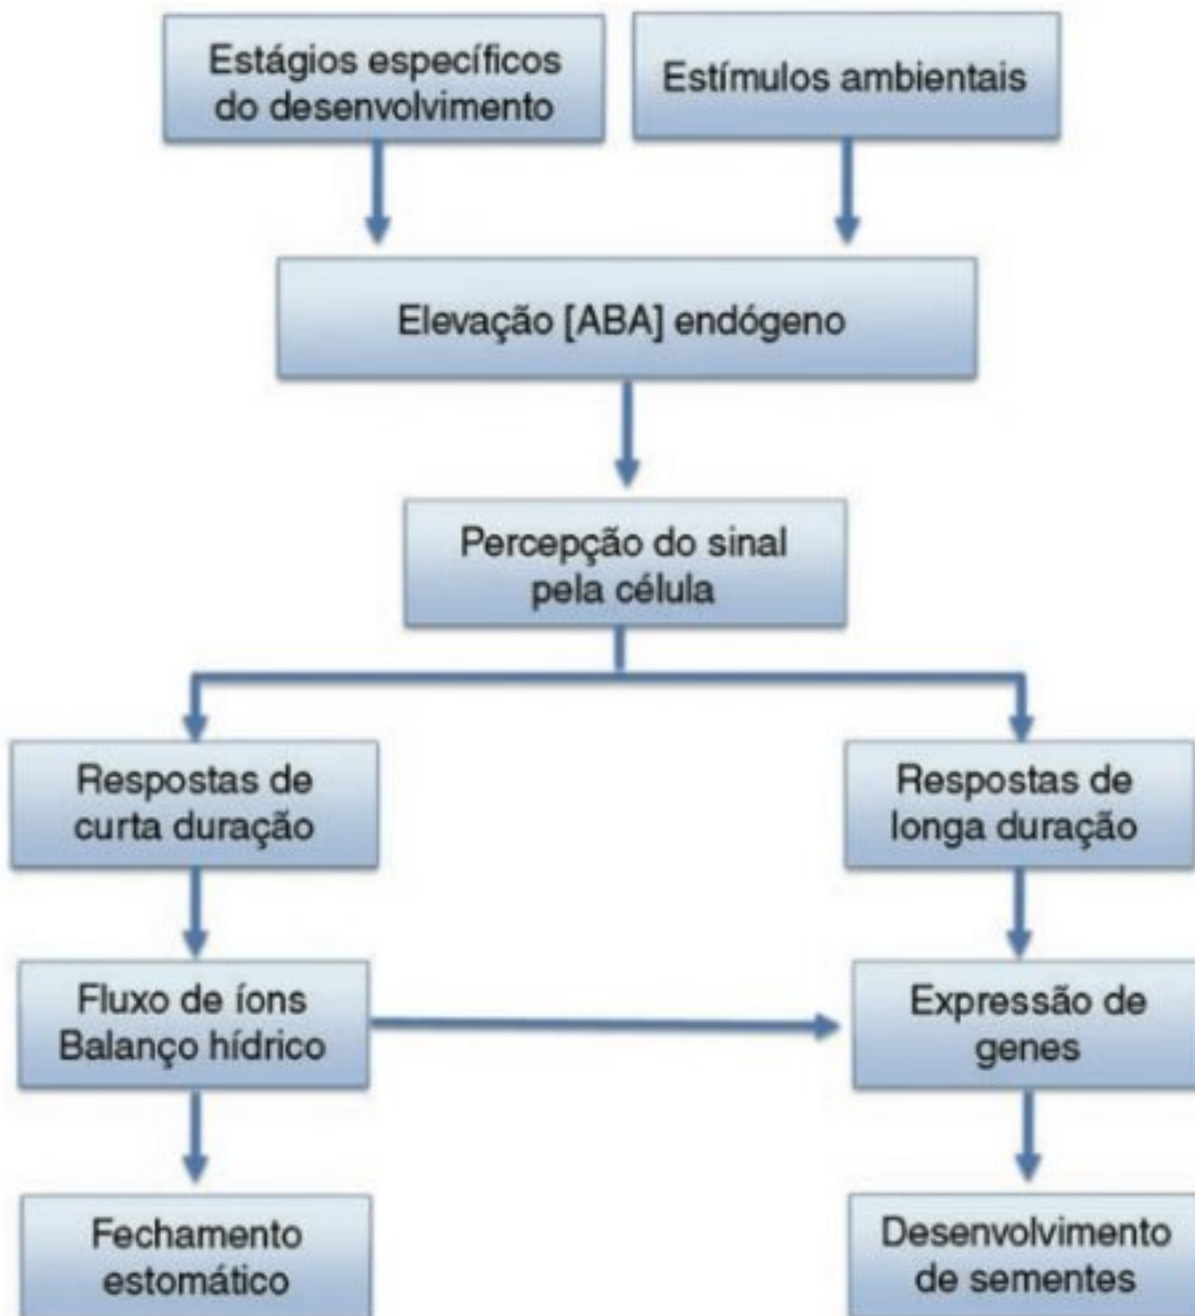 Estágios específicos
do desenvolvimento
Estímulos ambientais
Elevação [ABA] endógeno
Percepção do sinal
pela célula
Respostas de
curta duração
Respostas de
longa duração
Fluxo de íons
Balanço hídrico
Expressão de
genes
Fechamento
estomático
Desenvolvimento
de sementes